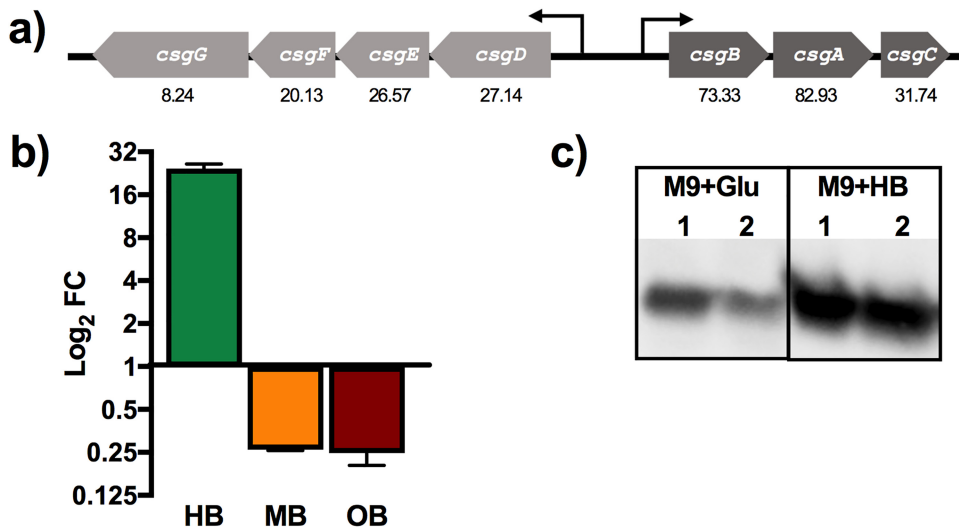 a)
csgG csgF csgE csgD csgB csgA csgC
8.24 20.13 26.57 27.14 73.33 82.93 31.74
b)
Log2 FC
32
16
8
4
2
1
0.5
0.25
0.125
HB MB OB
c)
M9+Glu M9+HB
1 2 1 2